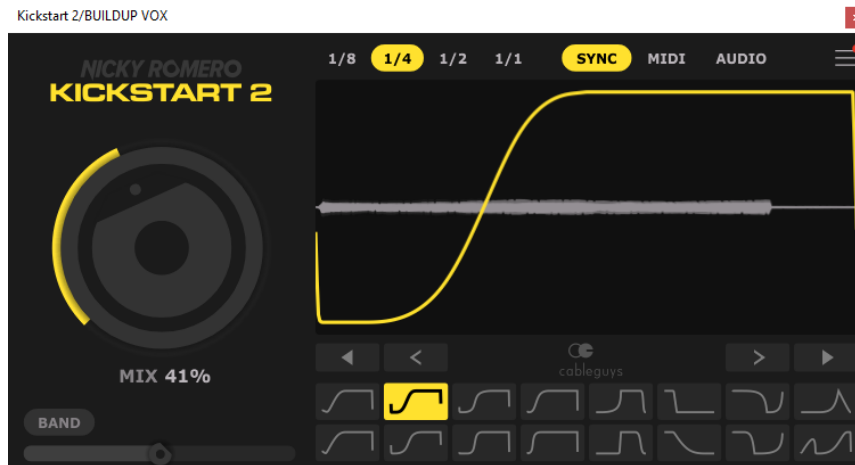 Kickstart 2/BUILDUP VOX
NICKY ROMERO
KICKSTART 2
1/8 1/4 1/2 1/1 SYNC MIDI AUDIO
MIX 41%
cableguys
BAND